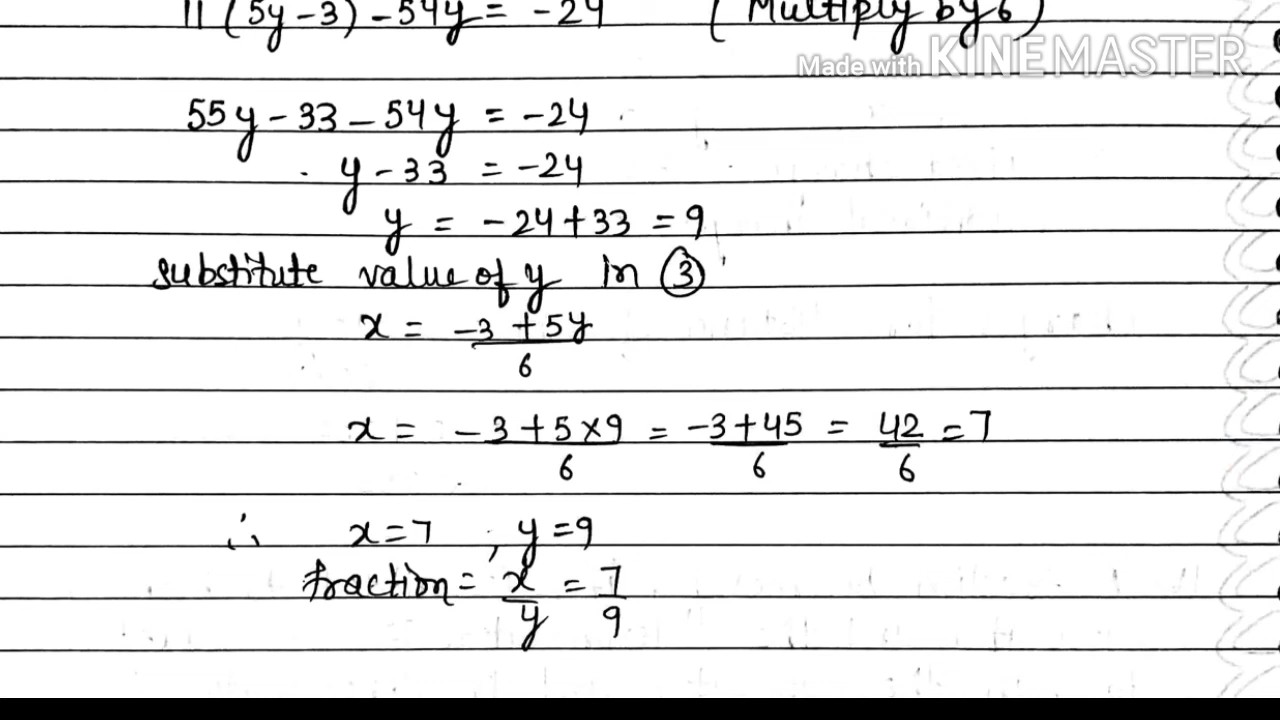 11 (5y-3) - 54y = -24 (Multiply by 6)
Made with KINEMASTER
55y - 33 - 54y = -24
y - 33 = -24
y = -24 + 33 = 9
substitute value of y in ③
x = -3 + 5y / 6
x = -3 + 5×9 / 6 = -3 + 45 / 6 = 42 / 6 = 7
∴ x = 7 , y = 9
fraction = x / y = 7 / 9